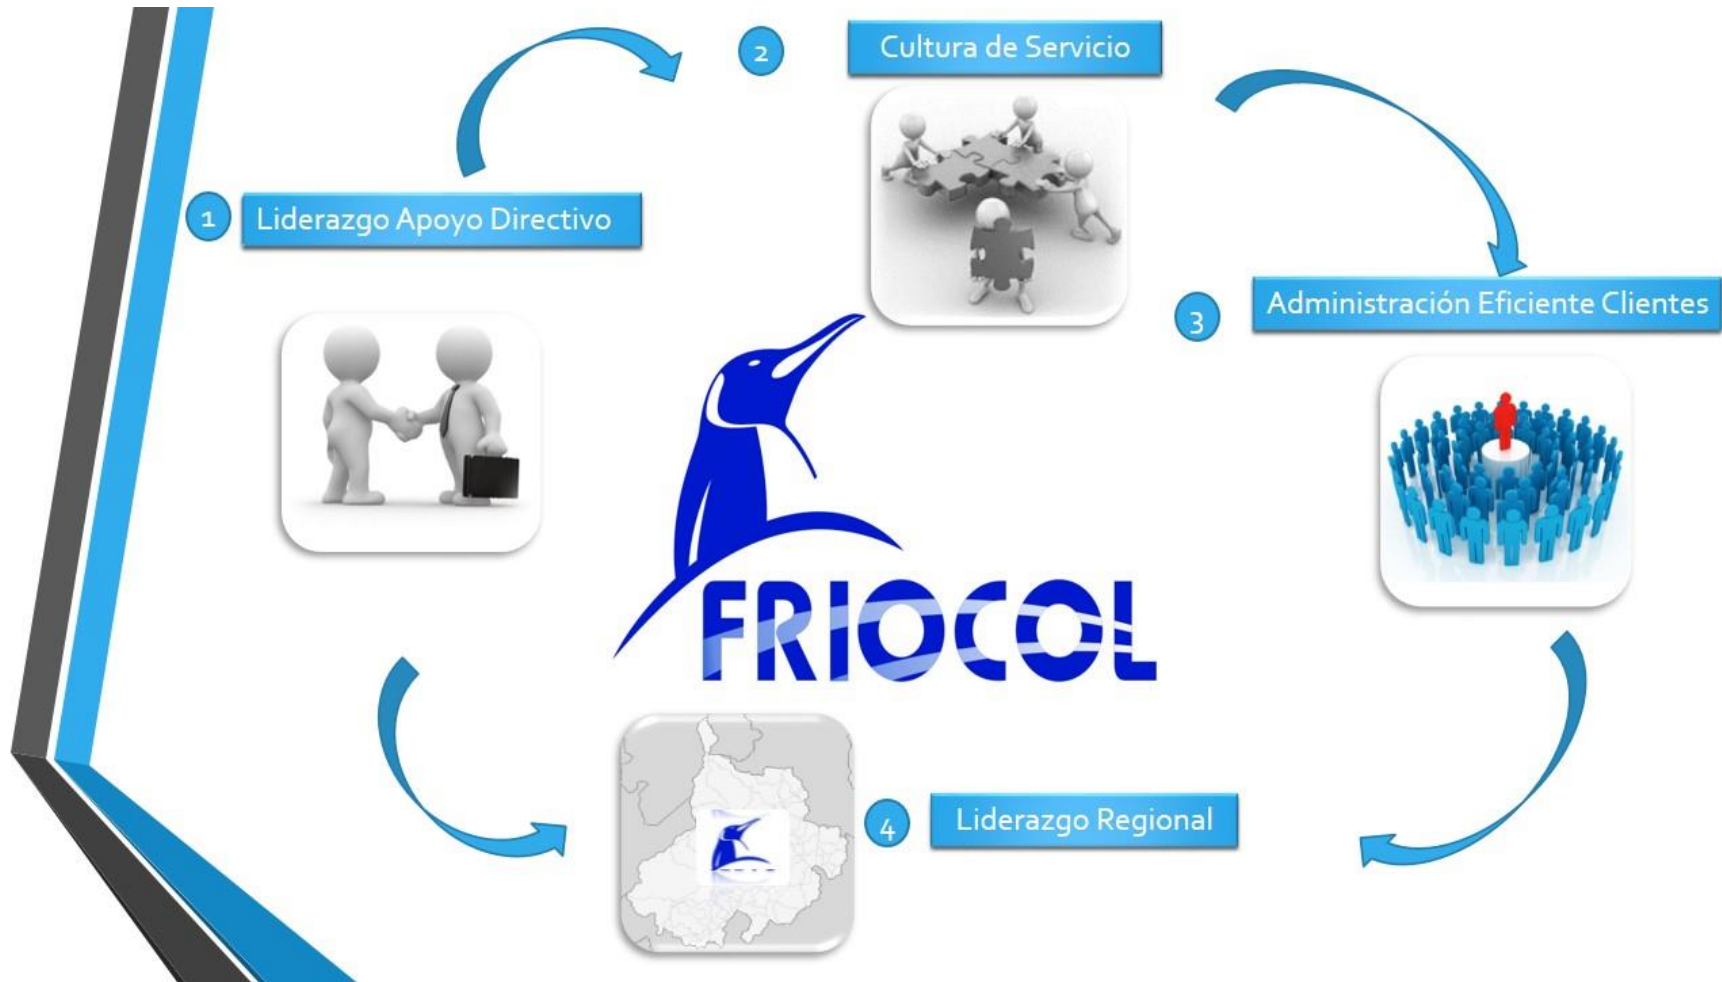 1
Liderazgo Apoyo Directivo
2
Cultura de Servicio
3
Administración Eficiente Clientes
FRIOCOL
4
Liderazgo Regional